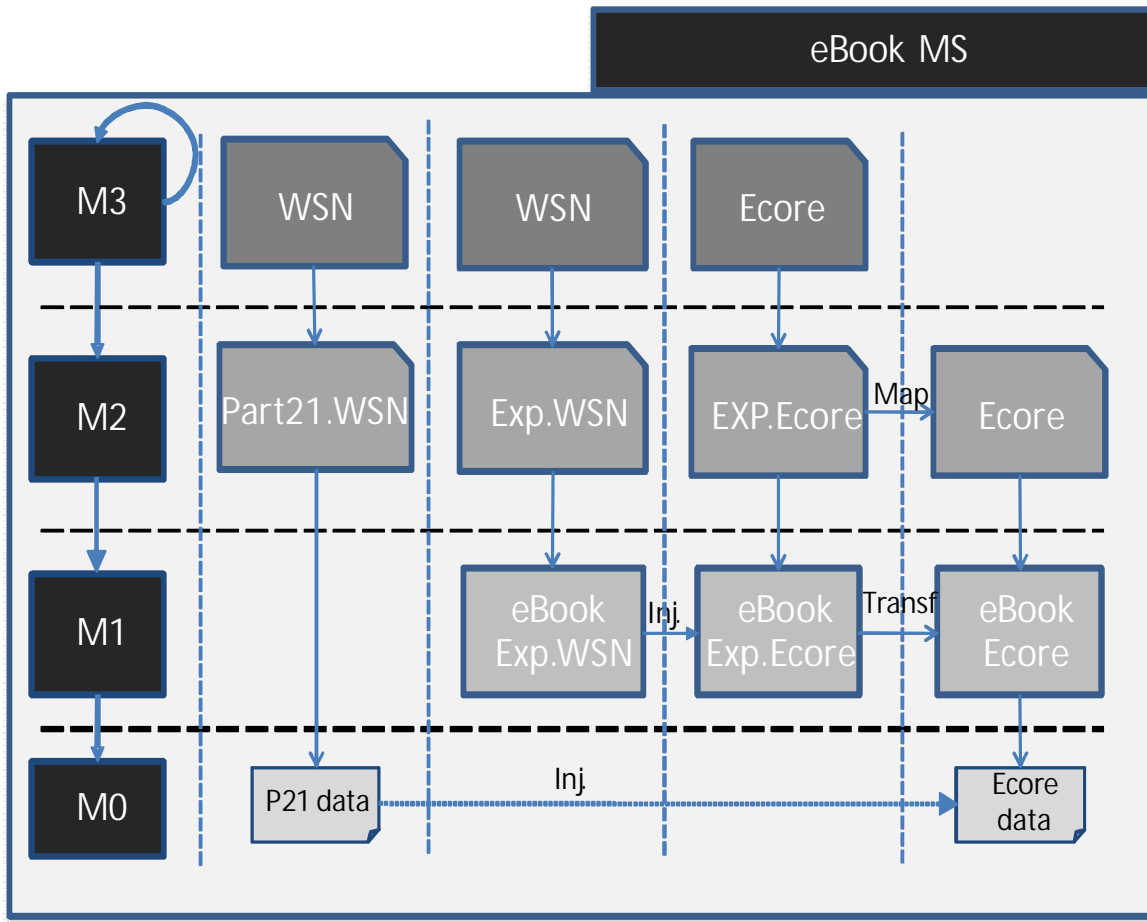 eBook MS
M3
WSN
WSN
Ecore
M2
Part21.WSN
Exp.WSN
EXP.Ecore
Map
Ecore
M1
eBook
Exp.WSN
Inj.
eBook
Exp.Ecore
Transf
eBook
Ecore
M0
P21 data
Inj.
Ecore
data